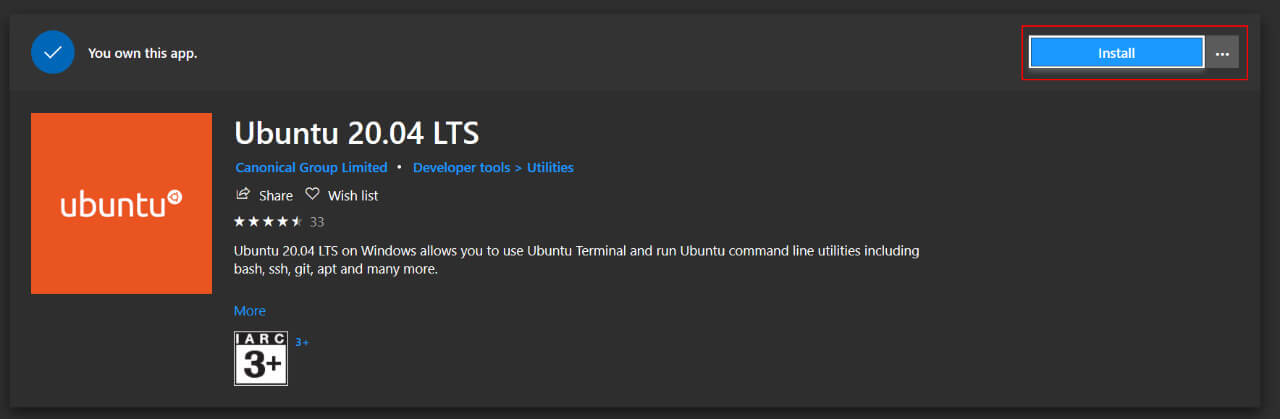 You own this app.
Install
...
ubuntu
Ubuntu 20.04 LTS
Canonical Group Limited • Developer tools > Utilities
Share Wish list
33
Ubuntu 20.04 LTS on Windows allows you to use Ubuntu Terminal and run Ubuntu command line utilities including
bash, ssh, git, apt and many more.
More
IARC
3+
3+